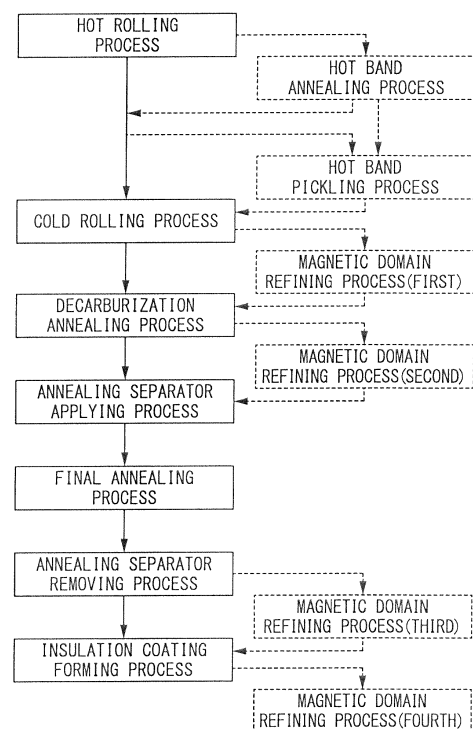 HOT ROLLING
PROCESS
HOT BAND
ANNEALING PROCESS
HOT BAND
PICKLING PROCESS
COLD ROLLING PROCESS
MAGNETIC DOMAIN
REFINING PROCESS(FIRST)
DECARBURIZATION
ANNEALING PROCESS
MAGNETIC DOMAIN
REFINING PROCESS(SECOND)
ANNEALING SEPARATOR
APPLYING PROCESS
FINAL ANNEALING
PROCESS
ANNEALING SEPARATOR
REMOVING PROCESS
MAGNETIC DOMAIN
REFINING PROCESS(THIRD)
INSULATION COATING
FORMING PROCESS
MAGNETIC DOMAIN
REFINING PROCESS(FOURTH)